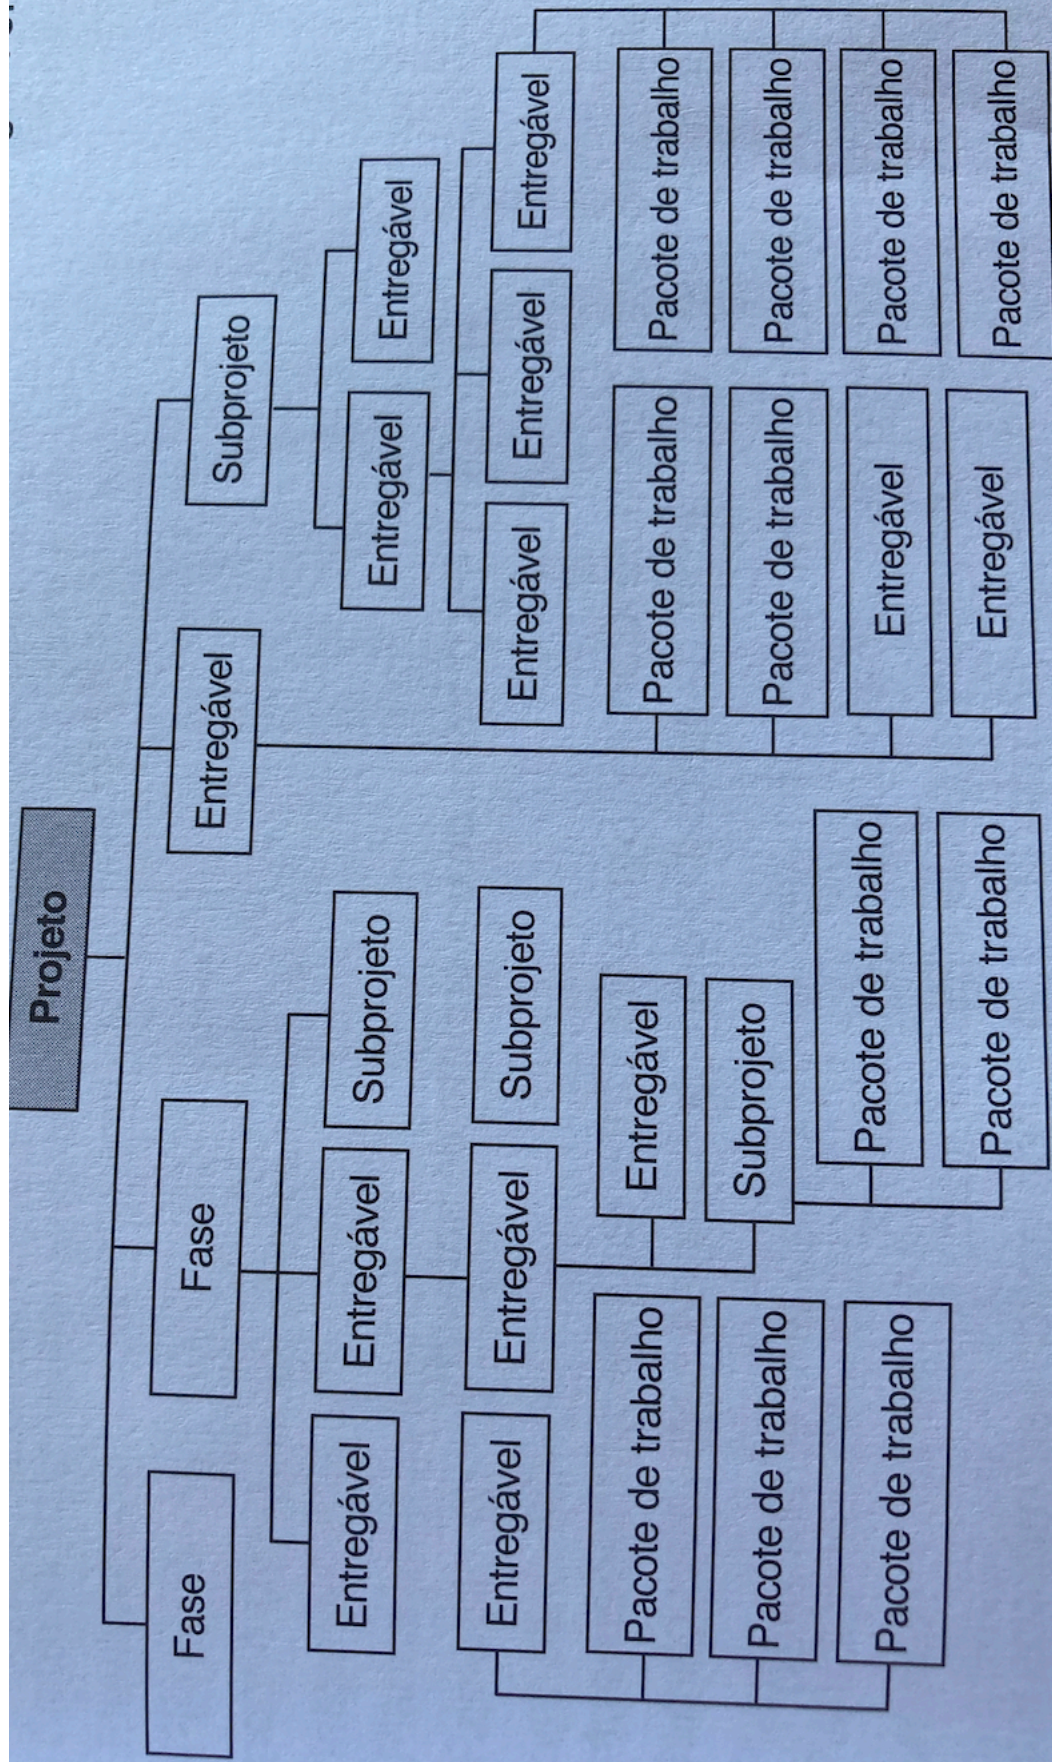 Projeto
Fase
Fase
Entregável
Subprojeto
Entregável
Entregável
Subprojeto
Entregável
Entregável
Entregável
Entregável
Subprojeto
Entregável
Entregável
Entregável
Pacote de trabalho
Pacote de trabalho
Pacote de trabalho
Entregável
Subprojeto
Pacote de trabalho
Pacote de trabalho
Pacote de trabalho
Pacote de trabalho
Entregável
Entregável
Pacote de trabalho
Pacote de trabalho
Pacote de trabalho
Pacote de trabalho